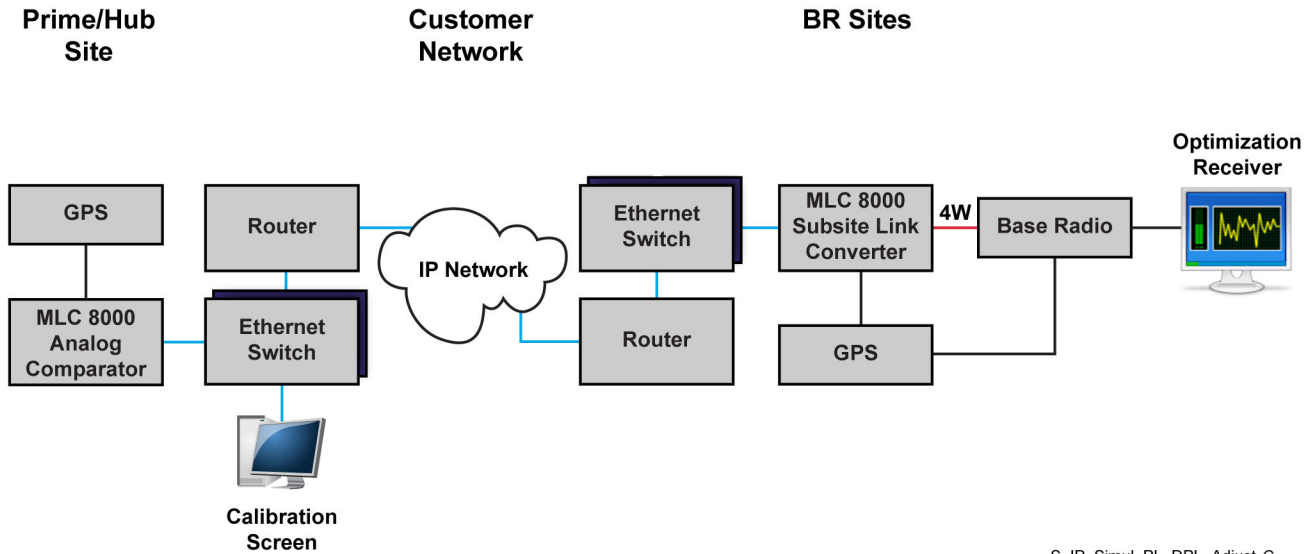 Prime/Hub
Site
Customer
Network
BR Sites
GPS
MLC 8000
Analog
Comparator
Router
Ethernet
Switch
Calibration
Screen
IP Network
Ethernet
Switch
Router
MLC 8000
Subsite Link
Converter
4W
Base Radio
GPS
Optimization
Receiver